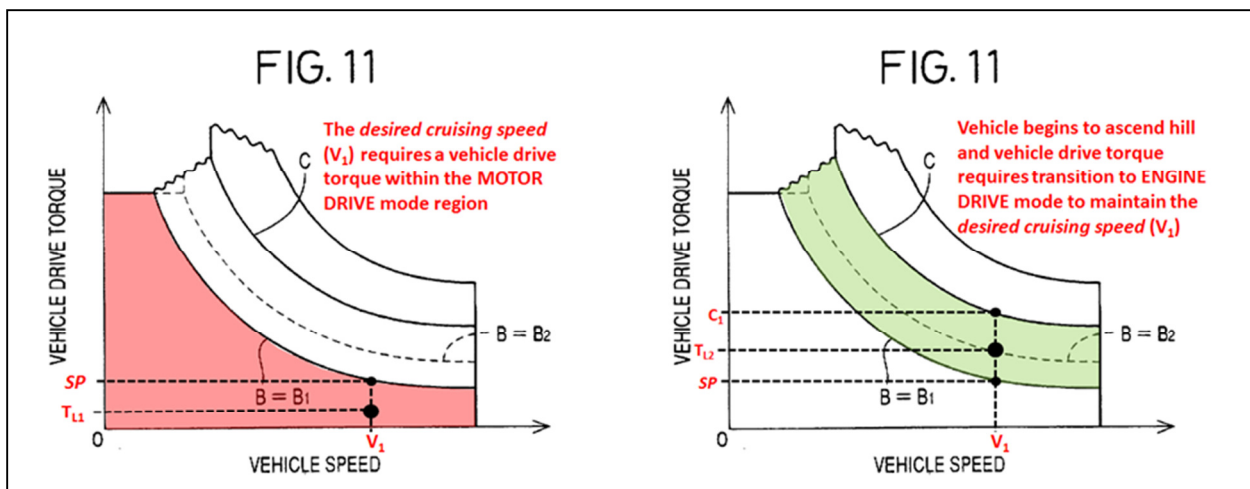 FIG. 11
The desired cruising speed
(V1) requires a vehicle drive
torque within the MOTOR
DRIVE mode region
C
VEHICLE DRIVE TORQUE
B = B2
SP
B = B1
TL1
0
V1
VEHICLE SPEED
FIG. 11
Vehicle begins to ascend hill
and vehicle drive torque
requires transition to ENGINE
DRIVE mode to maintain the
desired cruising speed (V1)
C
VEHICLE DRIVE TORQUE
C1
B = B2
TL2
SP
B = B1
0
V1
VEHICLE SPEED